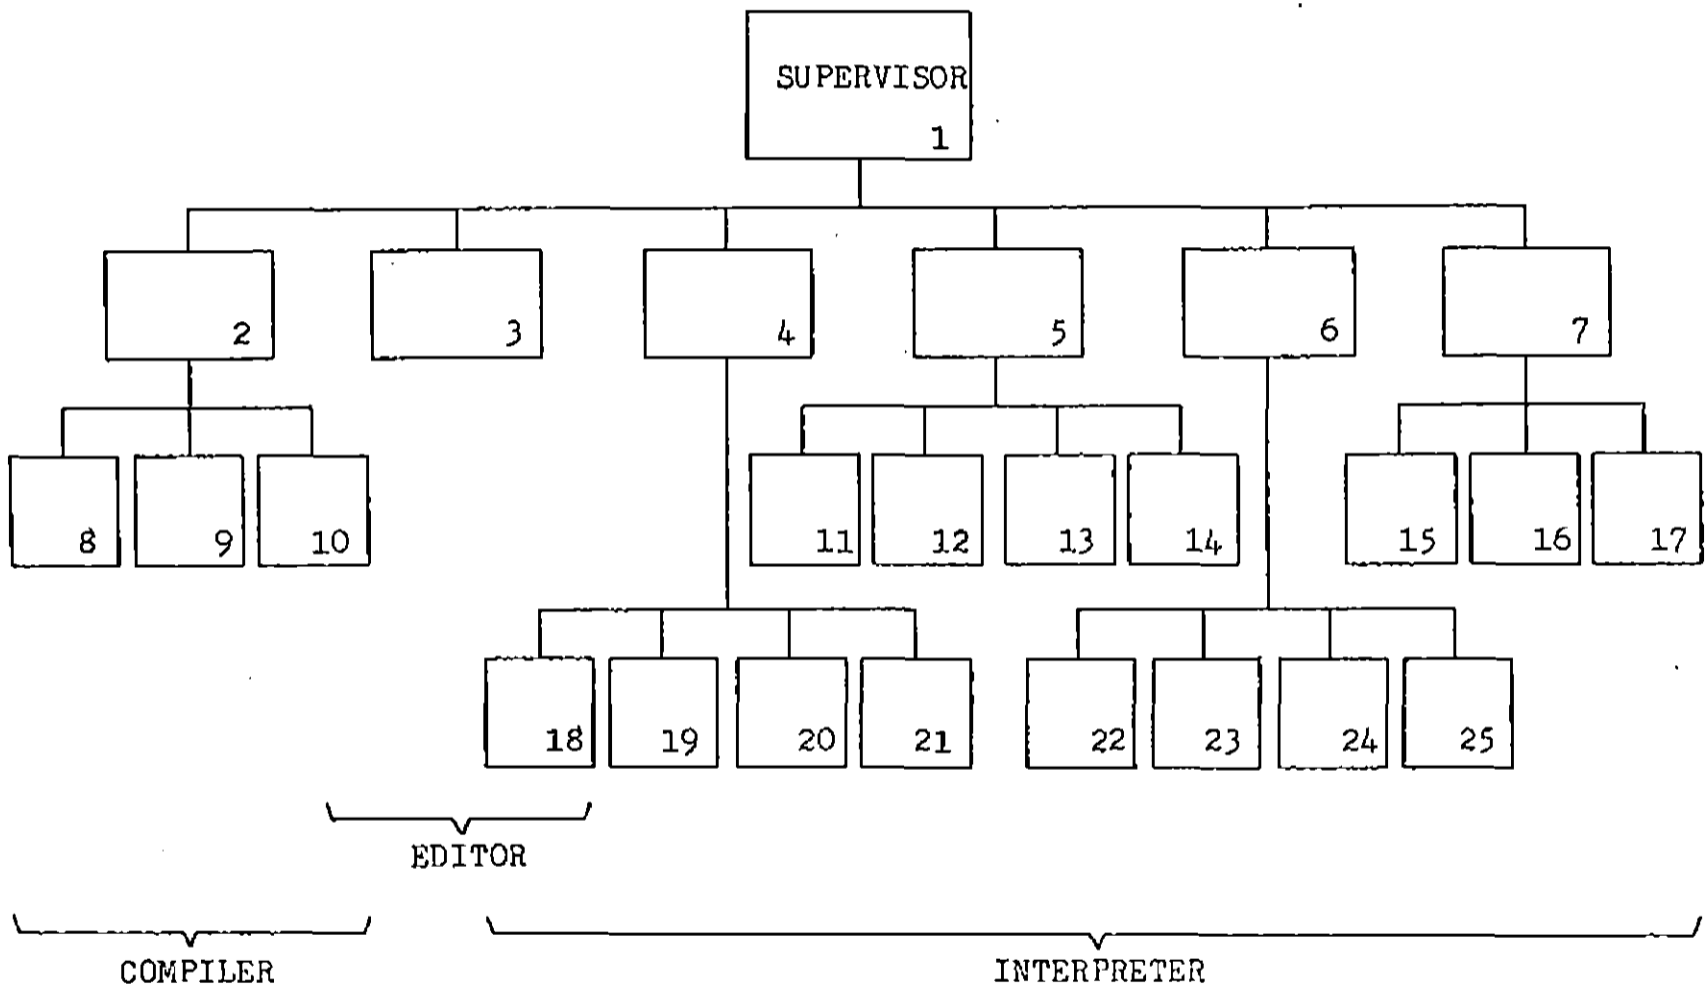 SUPERVISOR
1
2 3 4 5 6 7
8 9 10 11 12 13 14 15 16 17
18 19 20 21 22 23 24 25
EDITOR
COMPILER INTERPRETER